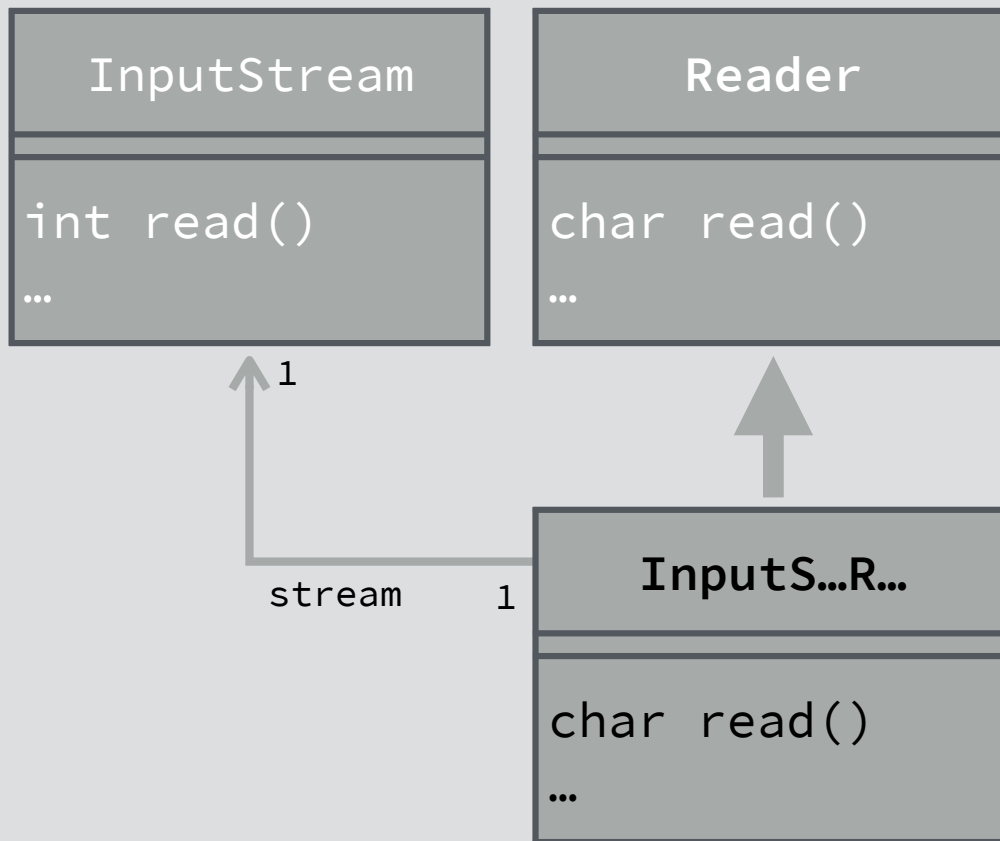 InputStream
int read()
…
Reader
char read()
…
1
stream
1
InputS…R…
char read()
…